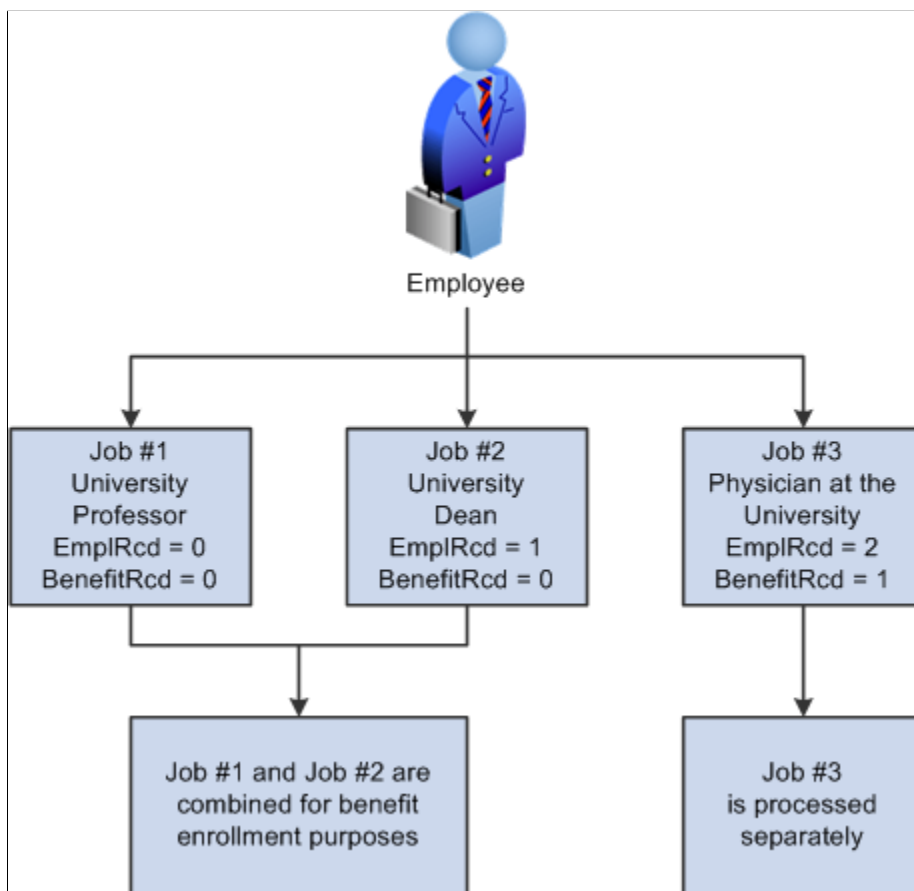 Employee
Job #1
University
Professor
EmplRcd = 0
BenefitRcd = 0
Job #2
University
Dean
EmplRcd = 1
BenefitRcd = 0
Job #3
Physician at the
University
EmplRcd = 2
BenefitRcd = 1
Job #1 and Job #2 are
combined for benefit
enrollment purposes
Job #3
is processed
separately